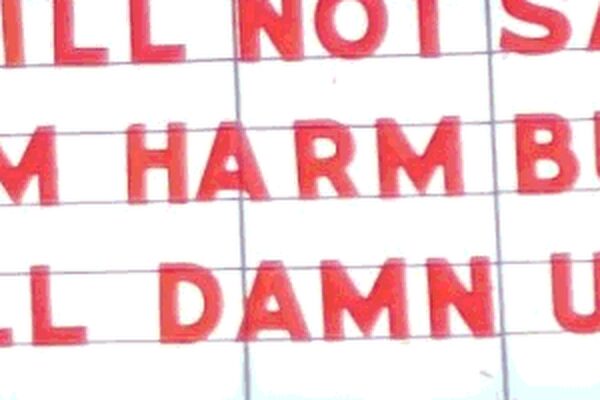 ILL NOT SA
M HARM BU
LL DAMN U